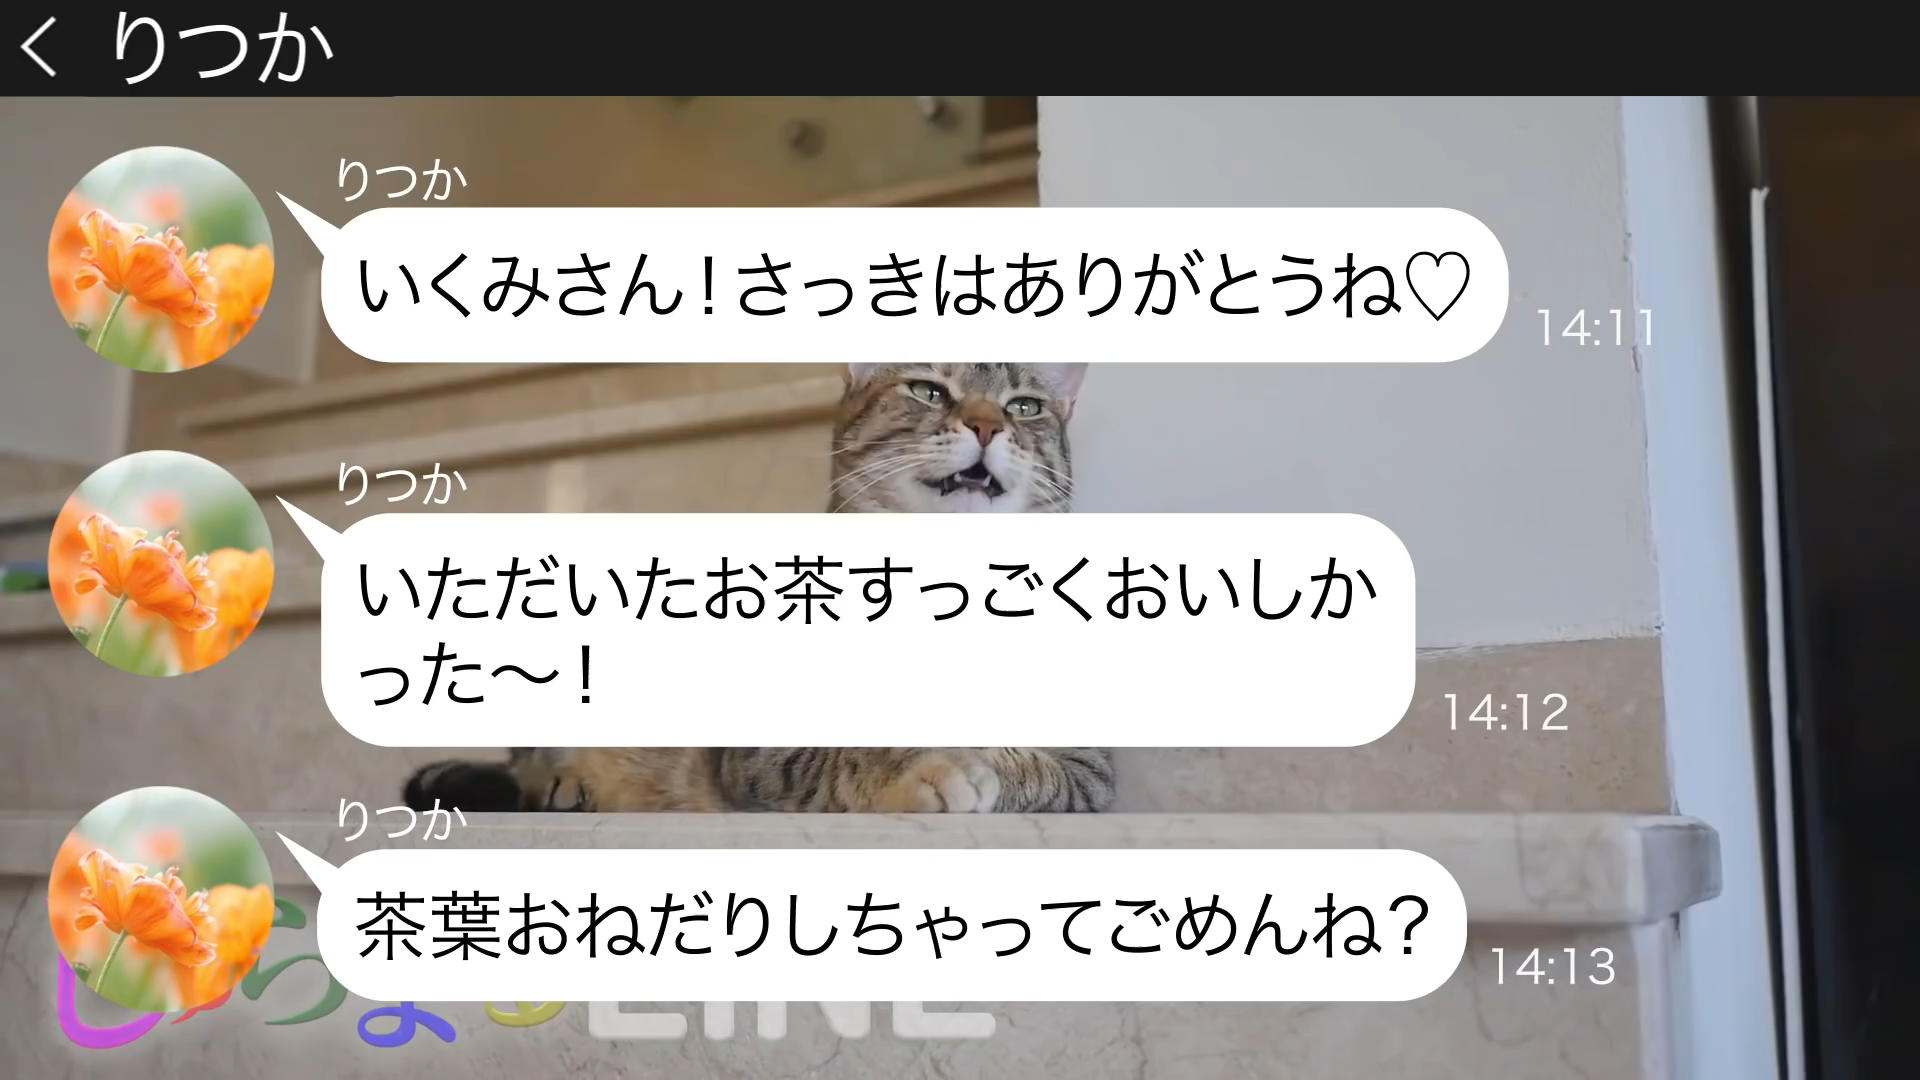 りつか
りつか
いくみさん！さっきはありがとうね♡
14:11
りつか
いただいたお茶すっごくおいしか
った～！
14:12
りつか
茶葉おねだりしちゃってごめんね？
14:13
LINE